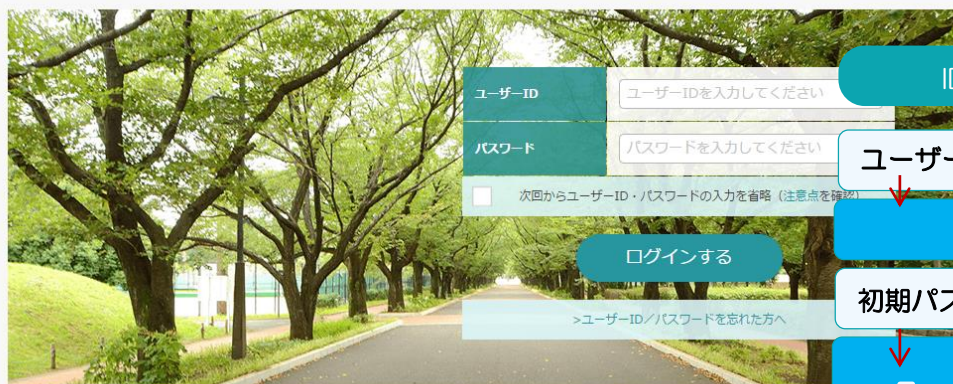 ユーザーID
ユーザーIDを入力してください
パスワード
パスワードを入力してください
次回からユーザーID・パスワードの入力を省略（注意点を確認）
ログインする
>ユーザーID／パスワードを忘れた方へ
ID
ユーザー
初期パス